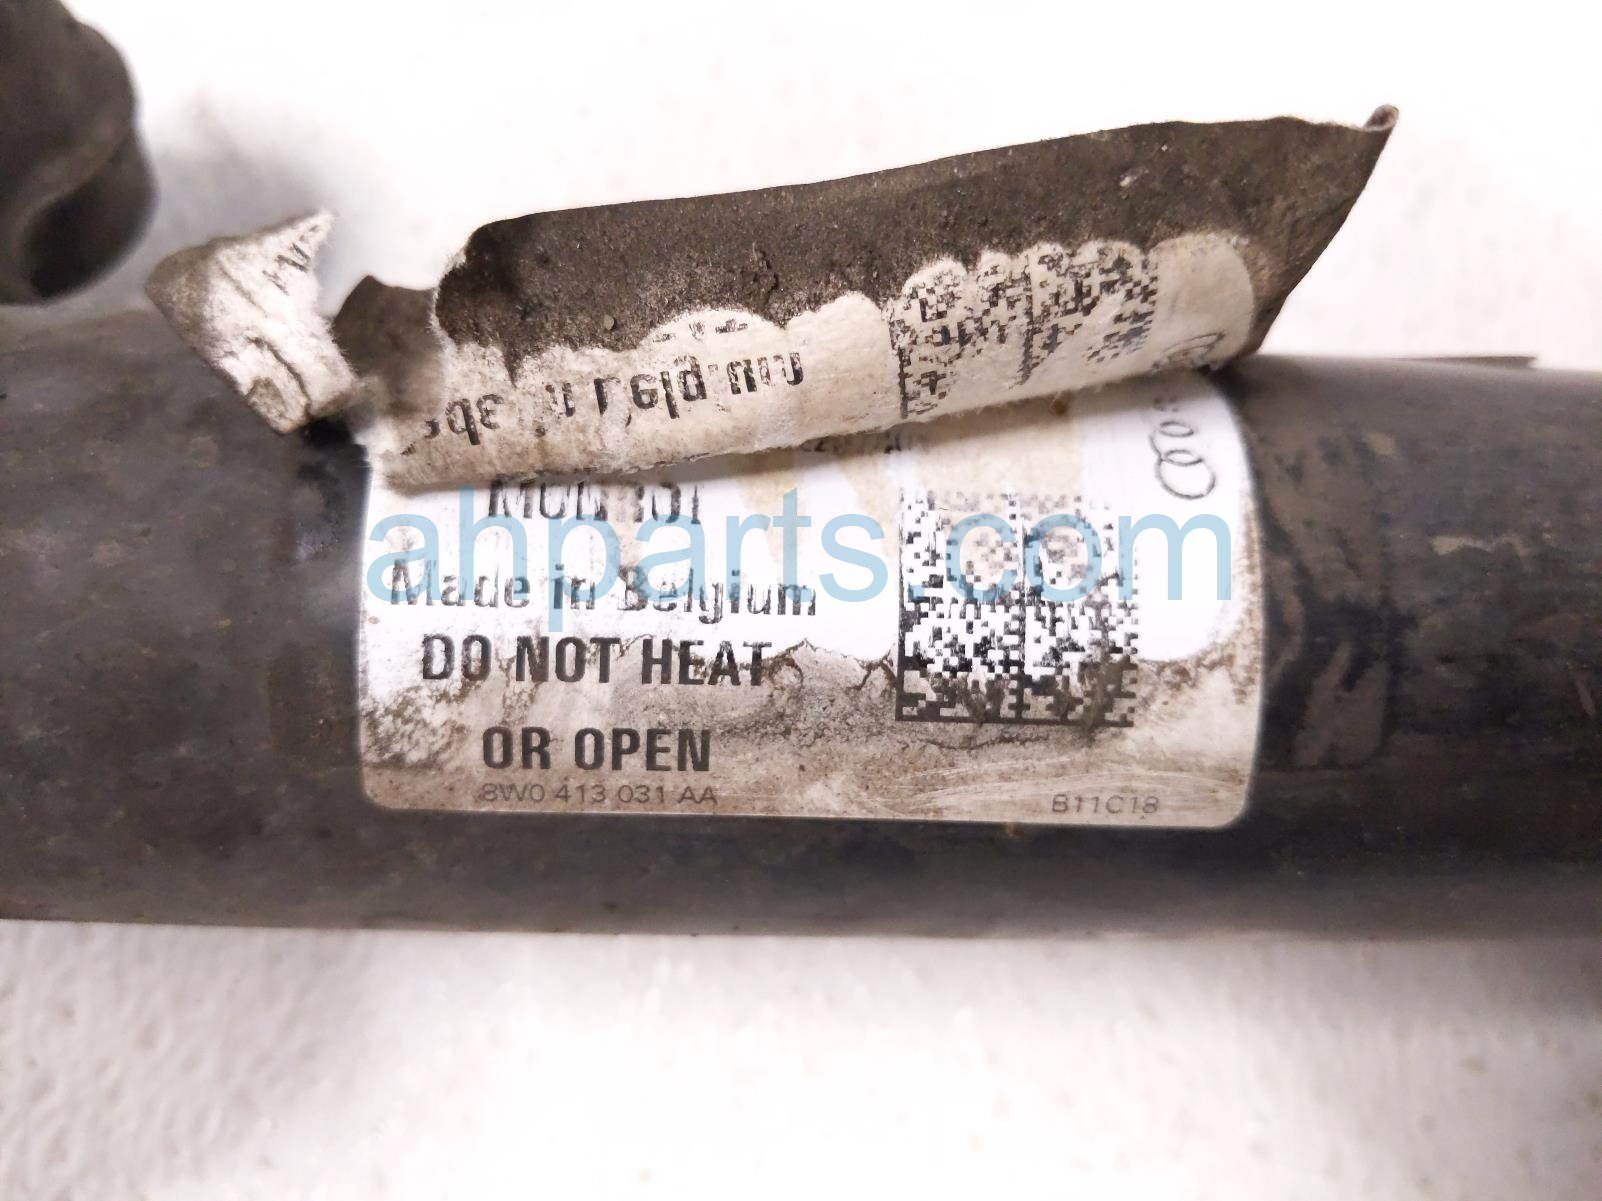 Made in Belgium
DO NOT HEAT
OR OPEN
8W0 413 031 AA
B11C18
ahparts.com